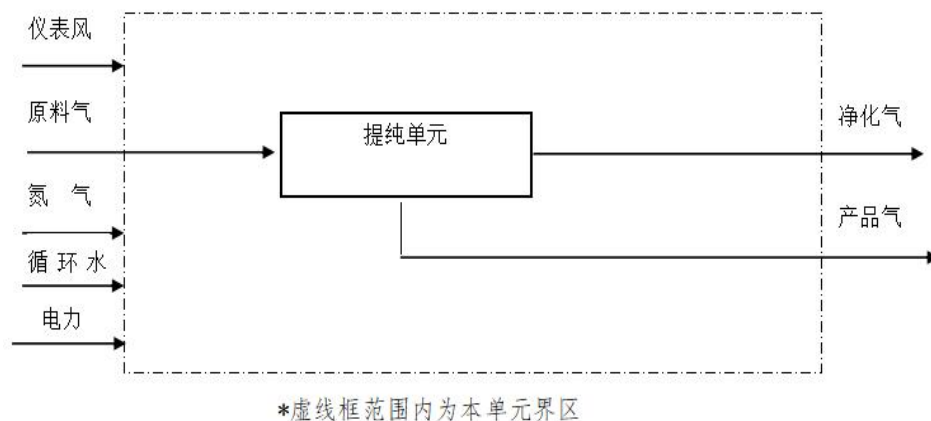 仪表风
原料气
提纯单元
净化气
氮 气
产品气
循环水
电力
*虚线框范围内为本单元界区